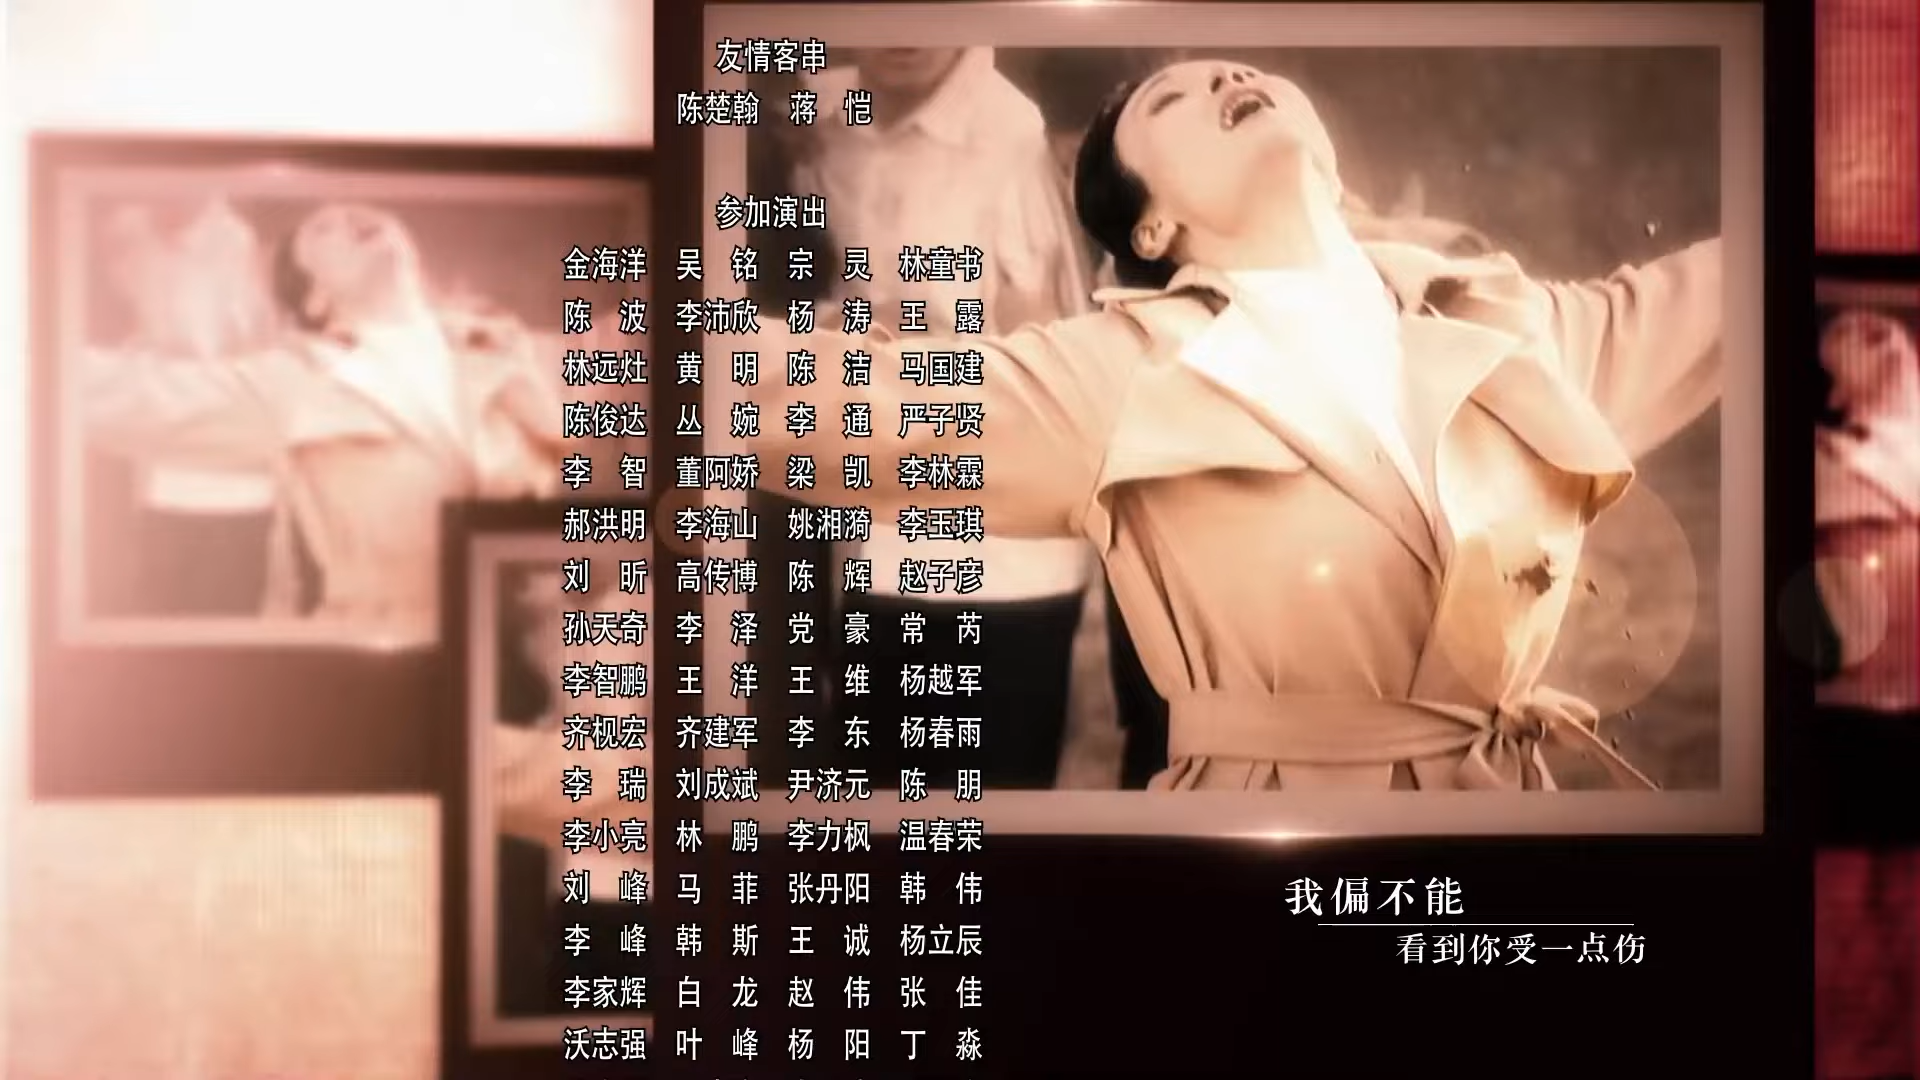 友情客串
陈楚翰 蒋恺
参加演出
金海洋 吴铭 宗灵 林童书
陈波 李沛欣 杨涛 王露
林远灶 黄明 陈洁 马国建
陈俊达 丛婉 李通 严子贤
李智 董阿娇 梁凯 李林霖
郝洪明 李海山 姚湘漪 李玉琪
刘昕 高传博 陈辉 赵子彦
孙天奇 李泽 党豪 常芮
李智鹏 王洋 王维 杨越军
齐枧宏 齐建军 李东 杨春雨
李瑞 刘成斌 尹济元 陈朋
李小亮 林鹏 李力枫 温春荣
刘峰 马菲 张丹阳 韩伟
李峰 韩斯 王诚 杨立辰
李家辉 白龙 赵伟 张佳
沃志强 叶峰 杨阳 丁淼
我偏不能
看到你受一点伤